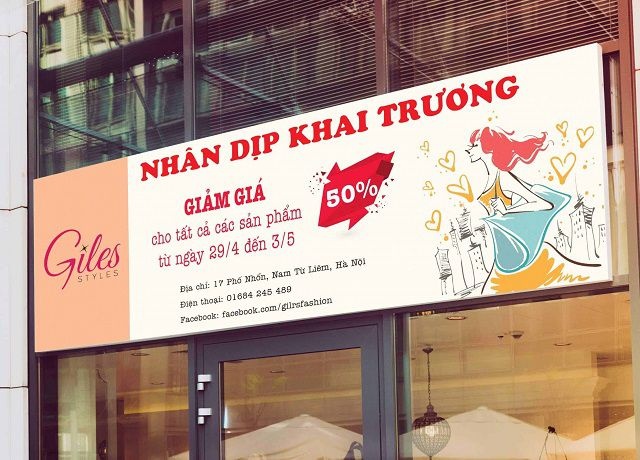 NHÂN DỊP KHAI TRƯƠNG
GIẢM GIÁ
50%
cho tất cả các sản phẩm
từ ngày 29/4 đến 3/5
Giles
STYLES
Địa chỉ: 17 Phố Nhổn, Nam Từ Liêm, Hà Nội
Điện thoại: 01684 245 489
Facebook: facebook.com/gilrsfashion